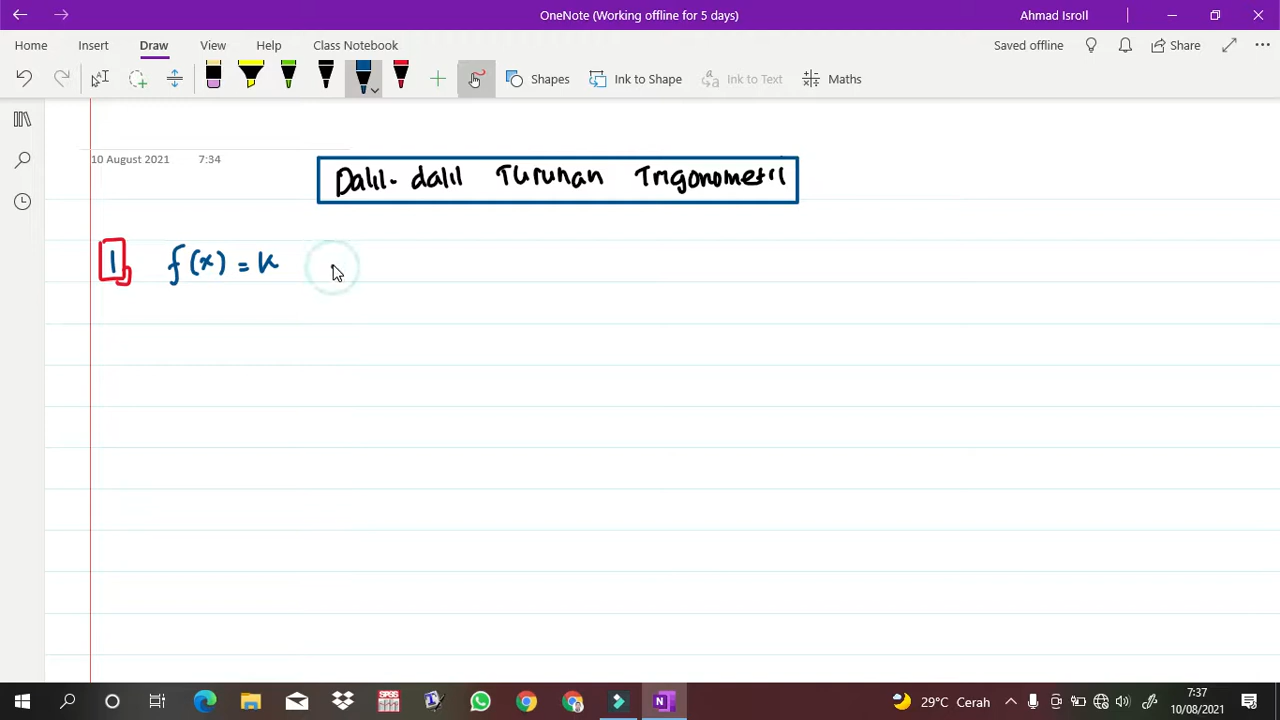 OneNote (Working offline for 5 days)
Ahmad IsroIl
Home Insert Draw View Help Class Notebook
Saved offline Share
Shapes Ink to Shape Ink to Text Maths
10 August 2021 7:34
Dalil-dalil Turunan Trigonometri
1 f(x) = k
29°C Cerah
7:37
10/08/2021